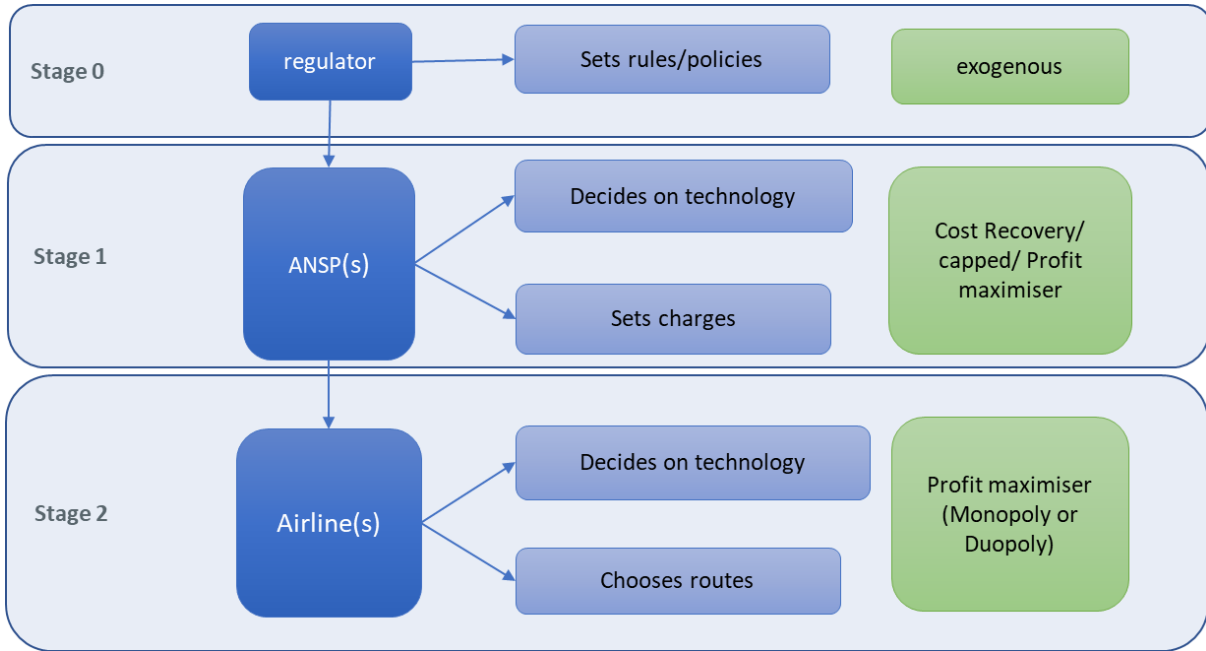 Stage 0
regulator
Sets rules/policies
exogenous
Stage 1
ANSP(s)
Decides on technology
Sets charges
Cost Recovery/
capped/ Profit
maximiser
Stage 2
Airline(s)
Decides on technology
Chooses routes
Profit maximiser
(Monopoly or
Duopoly)